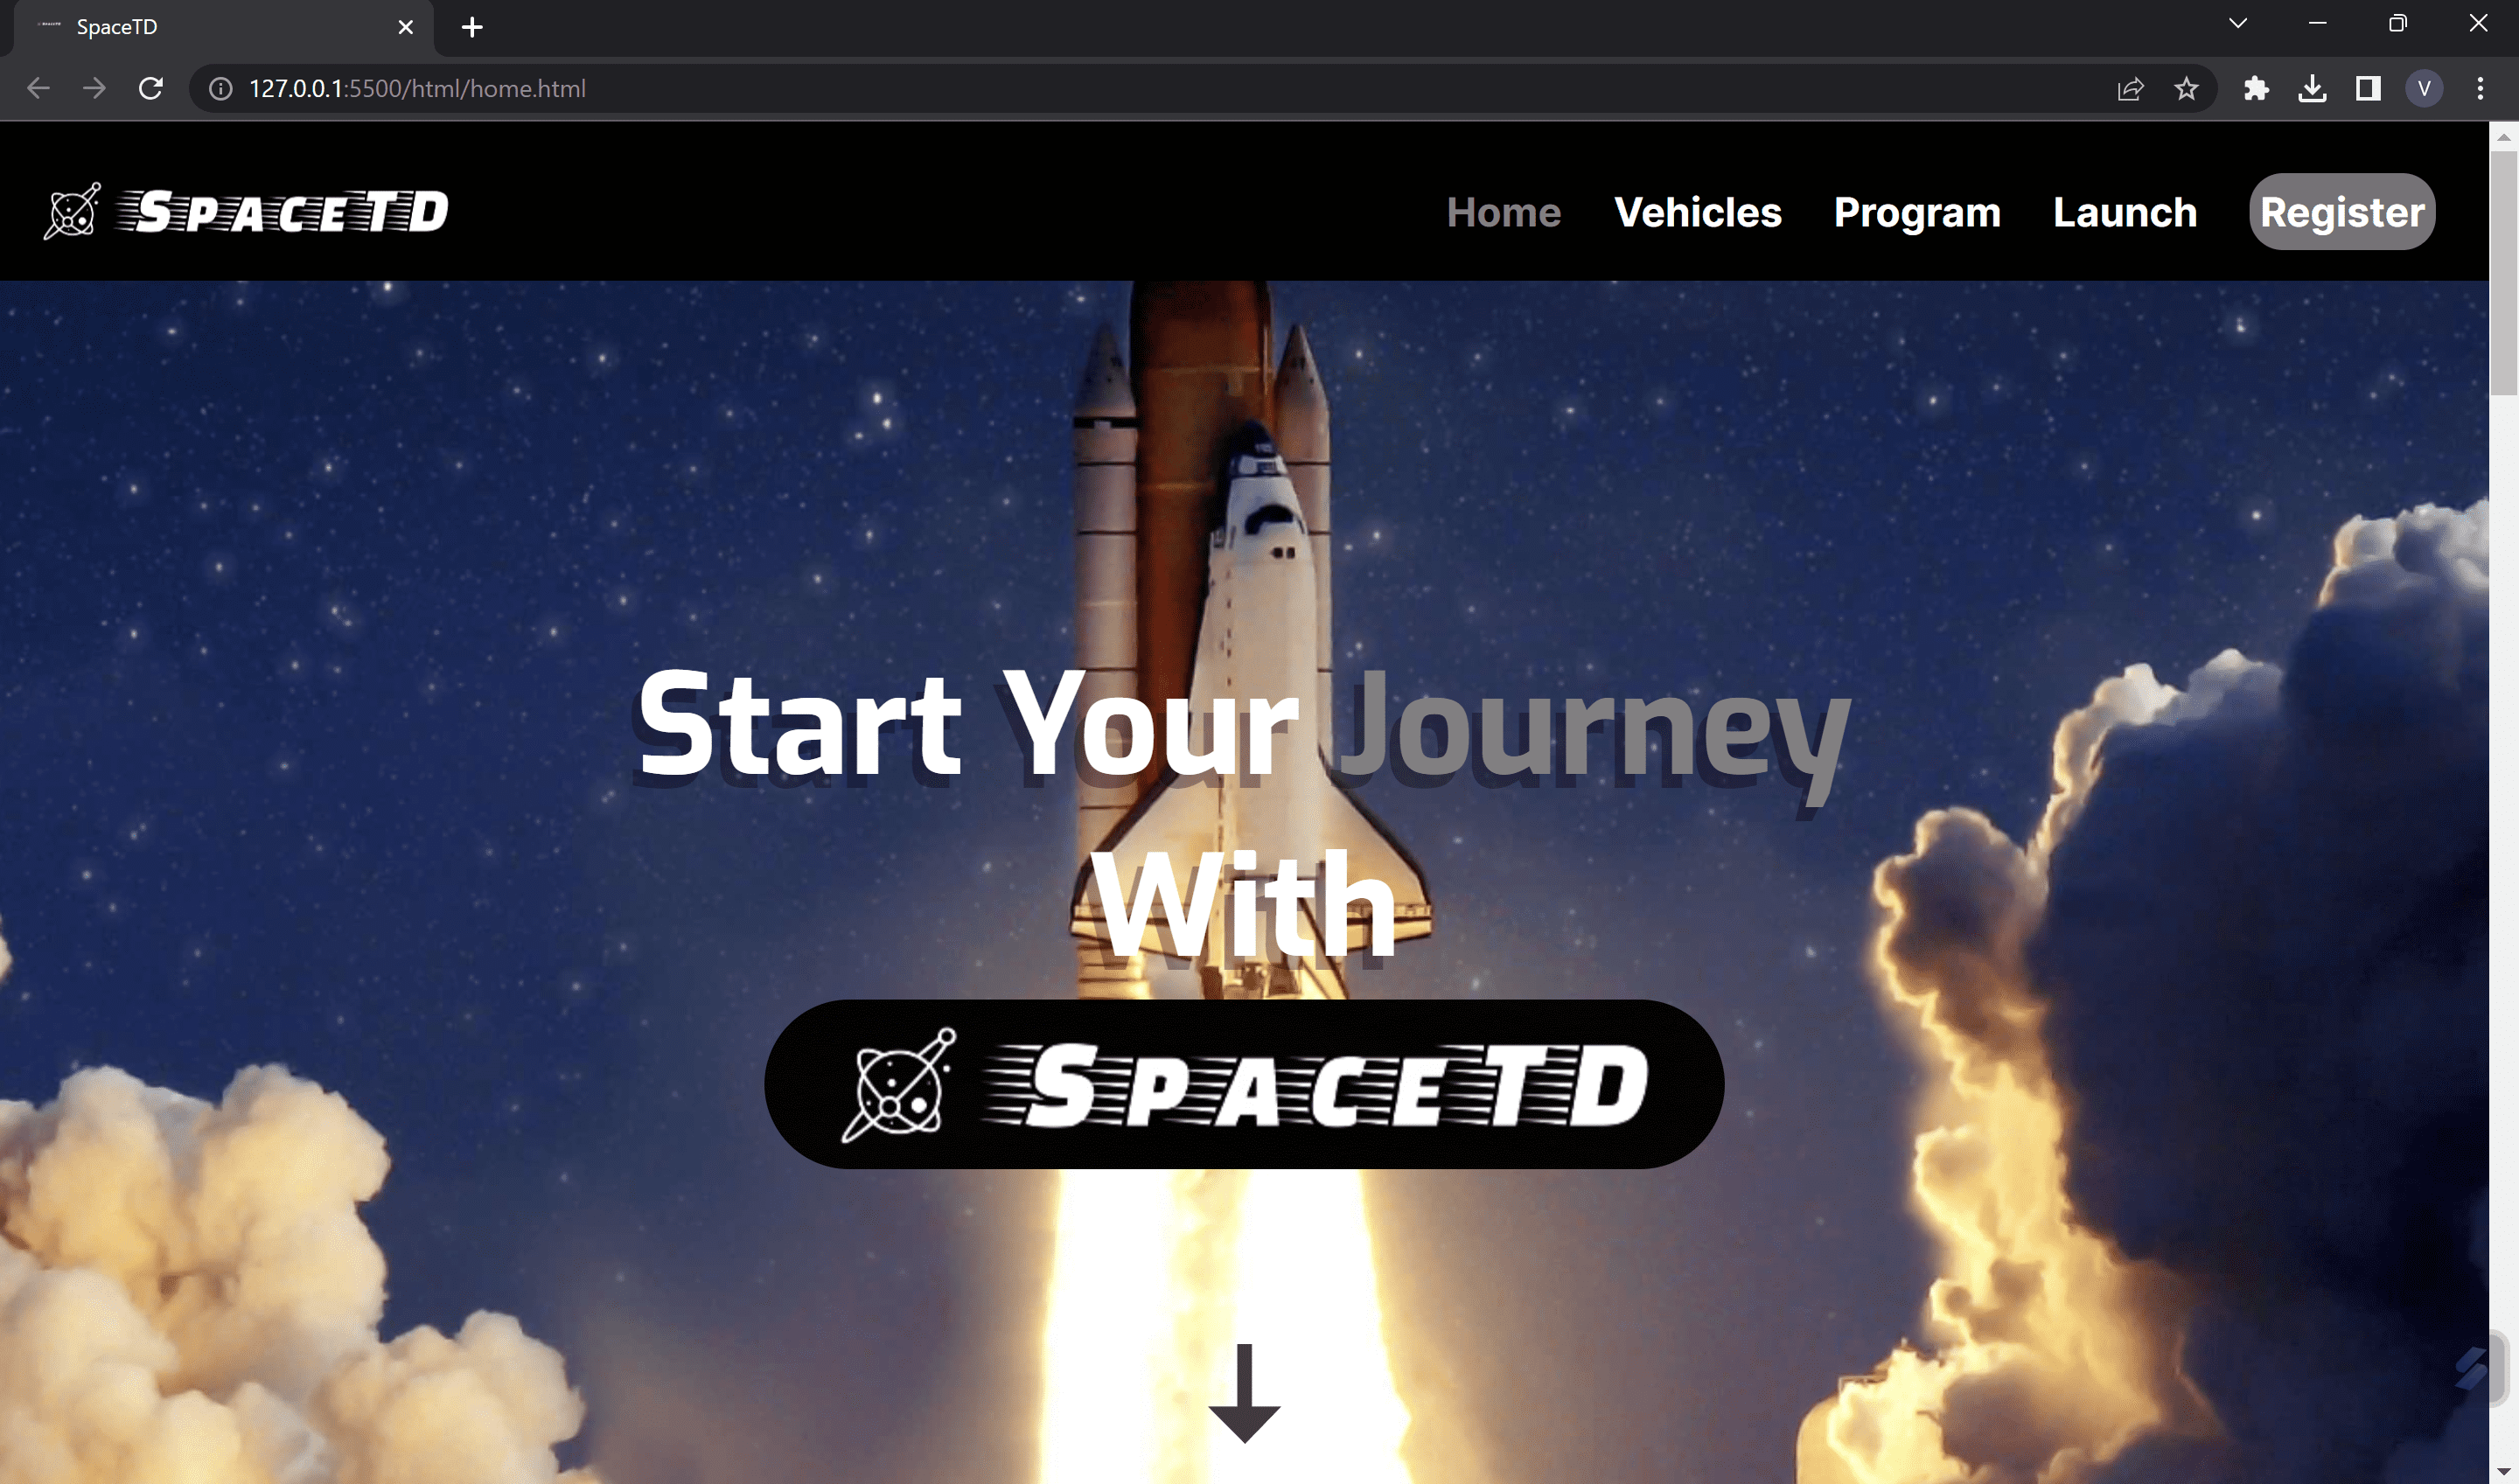 SpaceTD
127.0.0.1:5500/html/home.html
V
SPACETD
Home Vehicles Program Launch Register
Start Your Journey
With
SPACETD